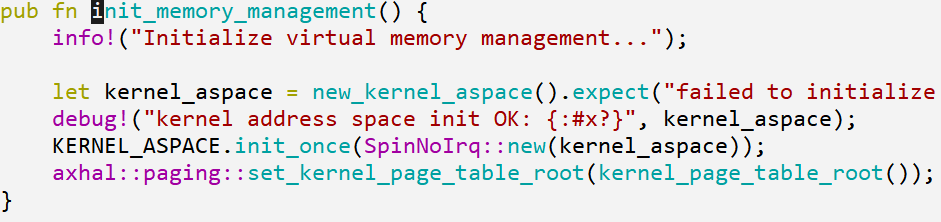 pub fn init_memory_management() {
    info!("Initialize virtual memory management...");

    let kernel_aspace = new_kernel_aspace().expect("failed to initialize
    debug!("kernel address space init OK: {:#x?}", kernel_aspace);
    KERNEL_ASPACE.init_once(SpinNoIrq::new(kernel_aspace));
    axhal::paging::set_kernel_page_table_root(kernel_page_table_root());
}